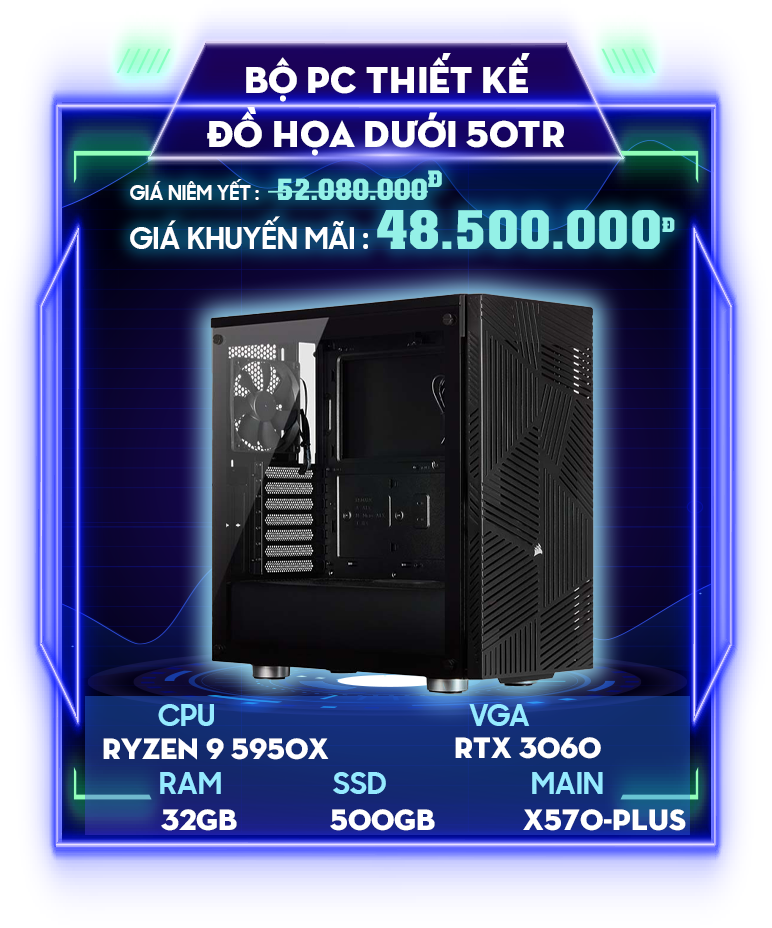 BỘ PC THIẾT KẾ
ĐỒ HỌA DƯỚI 50TR
GIÁ NIÊM YẾT : 52.080.000Đ
GIÁ KHUYẾN MÃI : 48.500.000Đ
CPU VGA
RYZEN 9 5950X RTX 3060
RAM SSD MAIN
32GB 500GB X570-PLUS